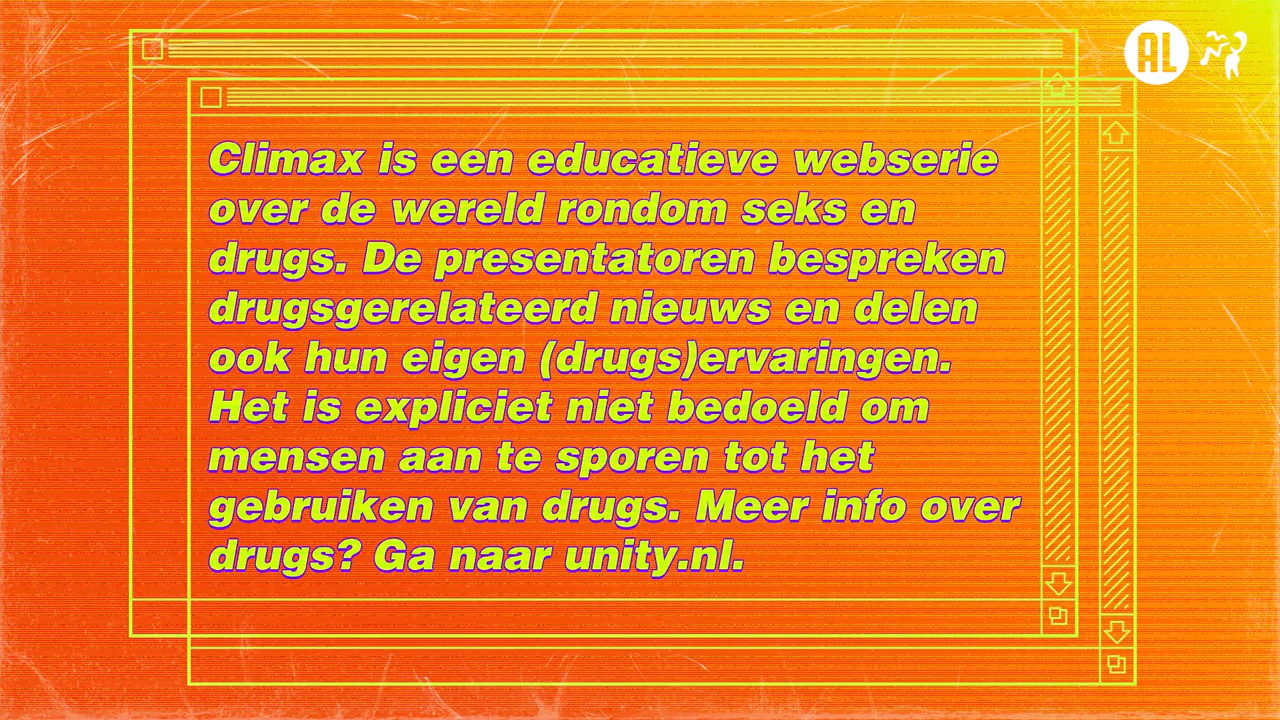 AL
Climax is een educatieve webserie
over de wereld rondom seks en
drugs. De presentatoren bespreken
drugsgerelateerd nieuws en delen
ook hun eigen (drugs)ervaringen.
Het is expliciet niet bedoeld om
mensen aan te sporen tot het
gebruiken van drugs. Meer info over
drugs? Ga naar unity.nl.